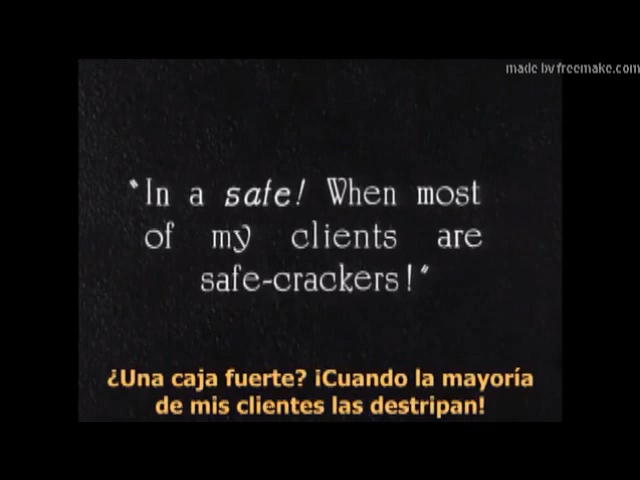 made by freemake.com
"In a safe! When most
of my clients are
safe-crackers!"
¿Una caja fuerte? ¡Cuando la mayoría
de mis clientes las destripan!